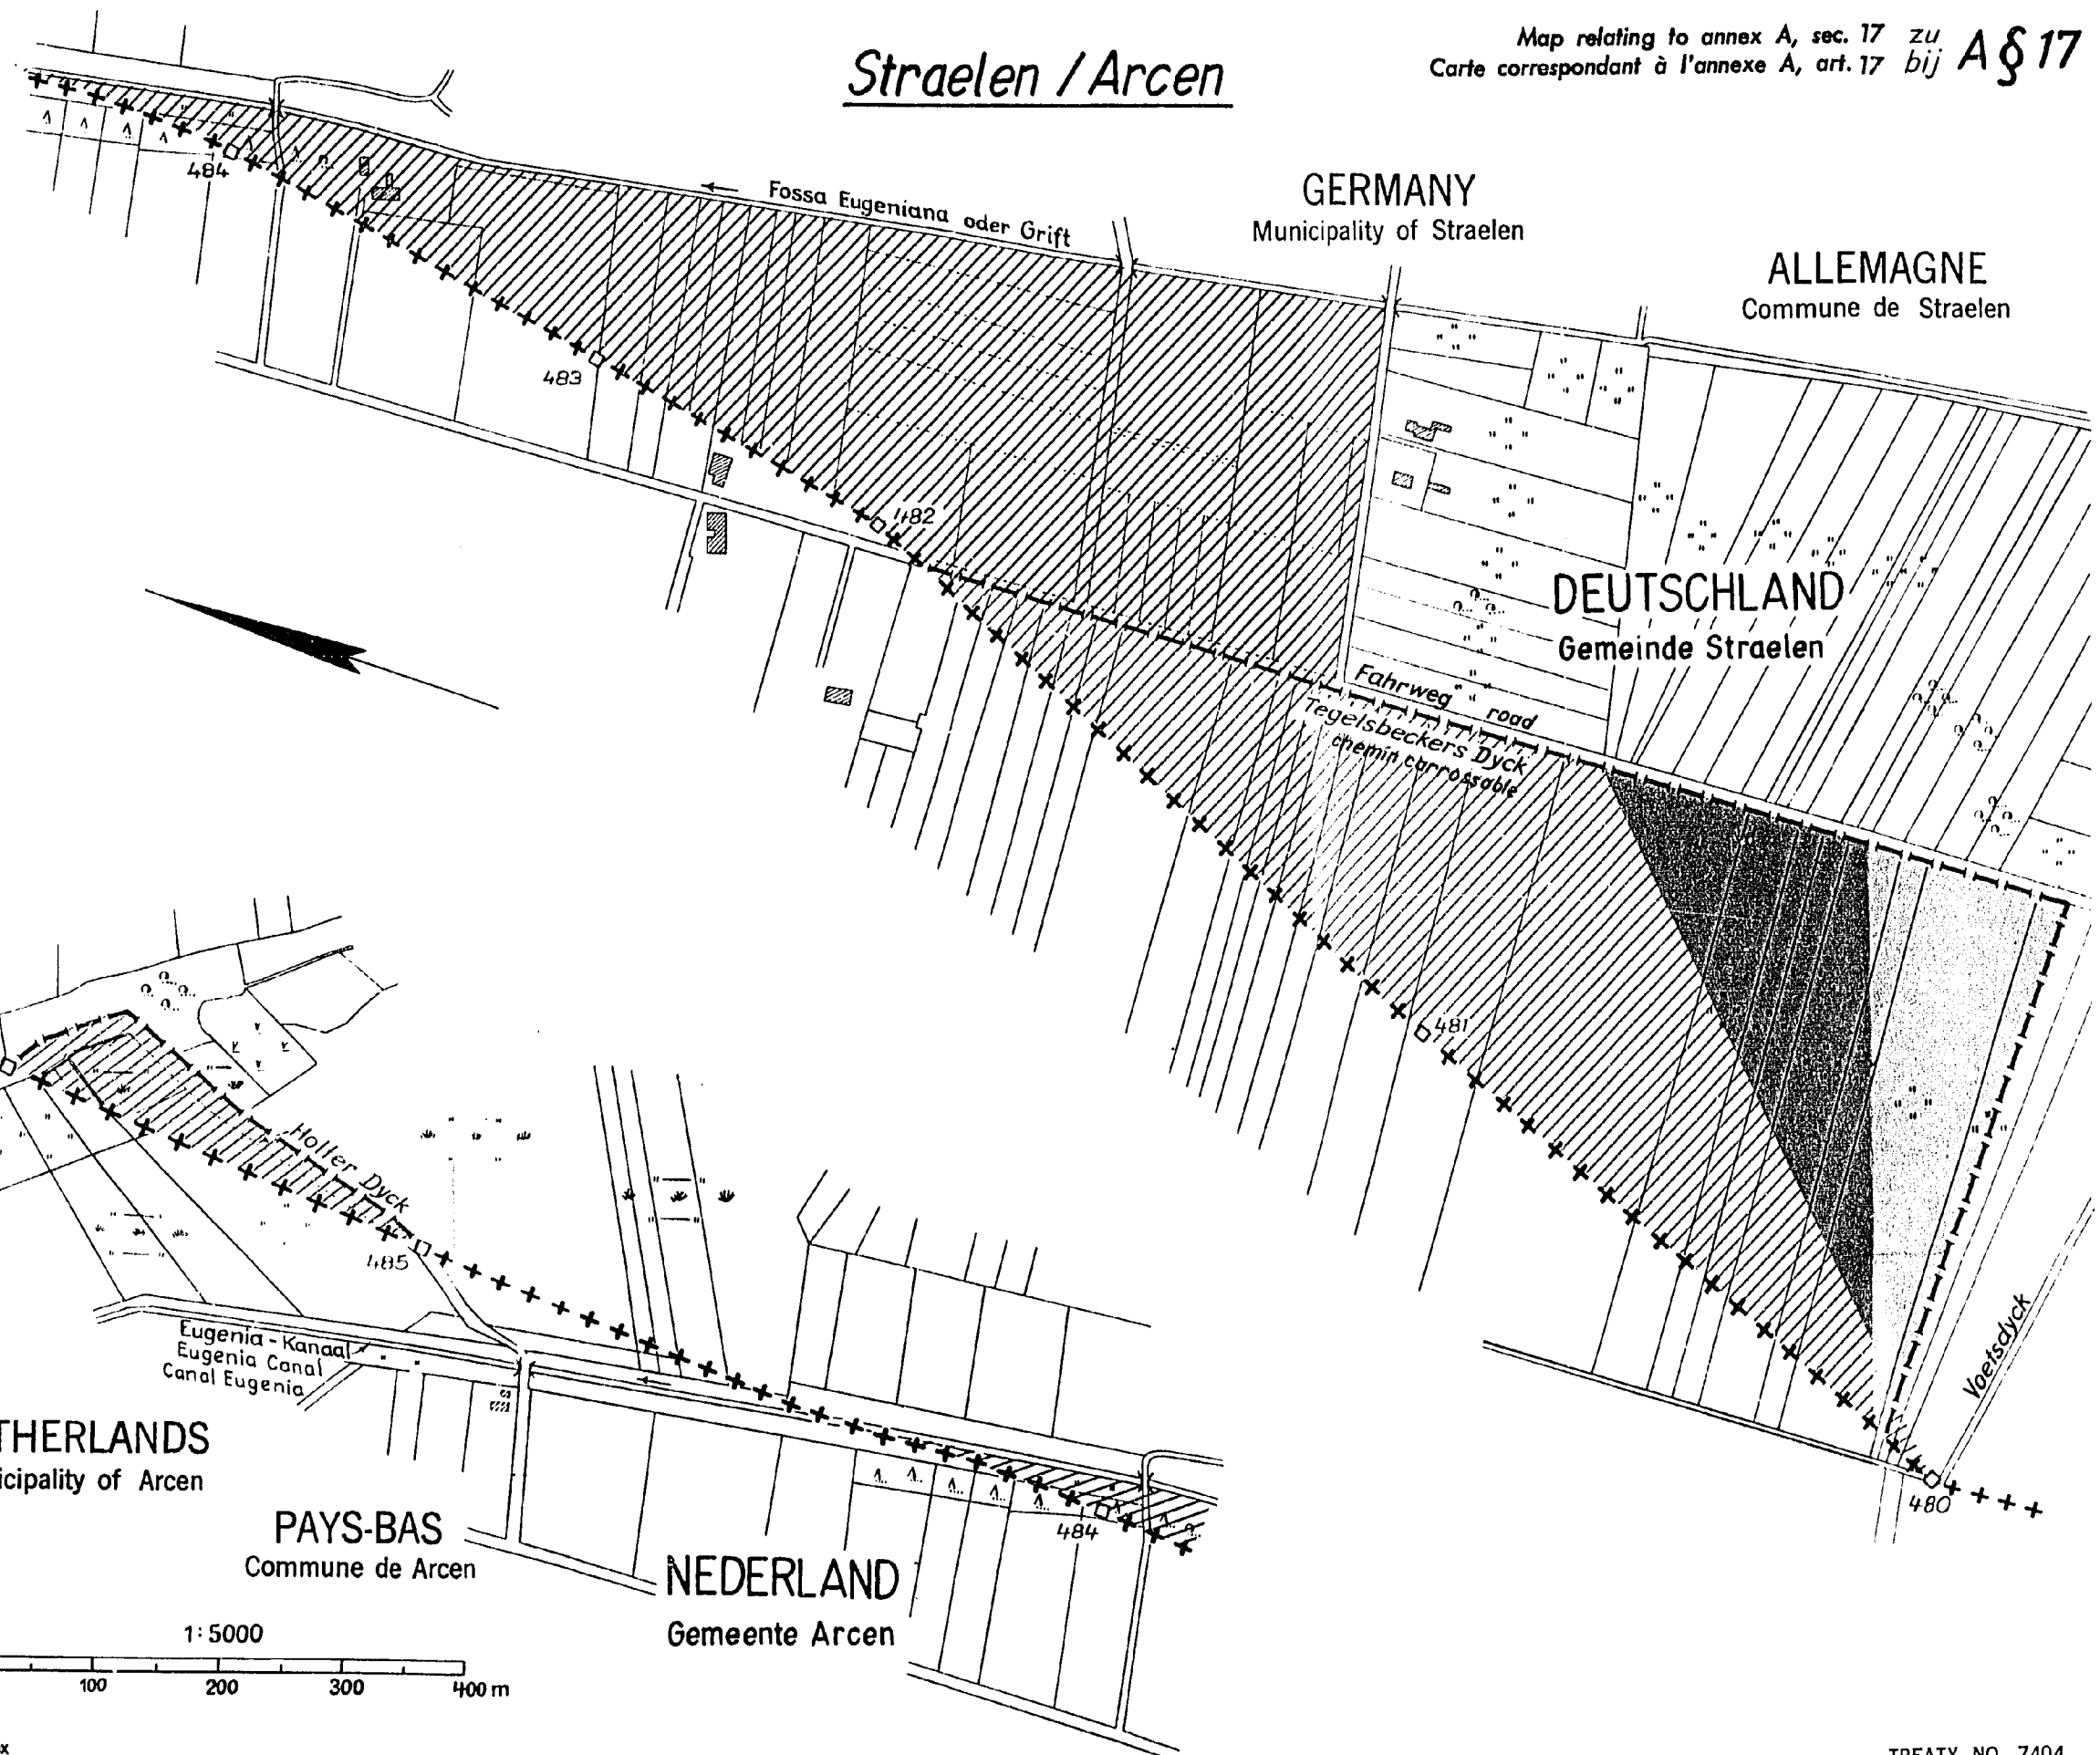 Map relating to annex A, sec. 17 zu
Carte correspondant à l'annexe A, art. 17 bij
A § 17
Straelen / Arcen
GERMANY
Municipality of Straelen
ALLEMAGNE
Commune de Straelen
484
Fossa Eugeniana oder Grift
483
482
DEUTSCHLAND
Gemeinde Straelen
Fahrweg
road
Tegelsbeckers Dyck
chemin carrossable
481
Holler Dyck
485
Voetsdyck
480
Eugenia-Kanaal
Eugenia Canal
Canal Eugenia
THERLANDS
icipality of Arcen
PAYS-BAS
Commune de Arcen
484
NEDERLAND
Gemeente Arcen
1:5000
100 200 300 400 m
TREATY NO. 7404